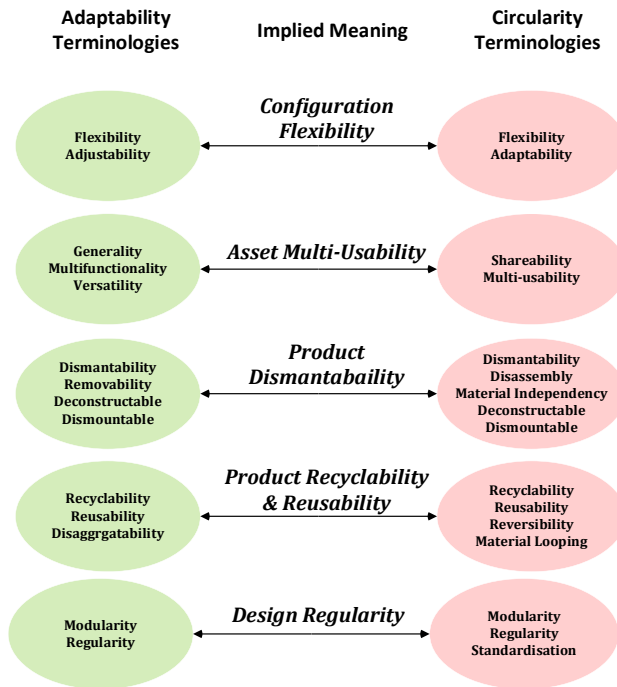 Adaptability
Terminologies
Implied Meaning
Circularity
Terminologies
Flexibility
Adjustability
Configuration
Flexibility
Flexibility
Adaptability
Generality
Multifunctionality
Versatility
Asset Multi-Usability
Shareability
Multi-usability
Dismantability
Removability
Deconstructable
Dismountable
Product
Dismantabaility
Dismantability
Disassembly
Material Independency
Deconstructable
Dismountable
Recyclability
Reusability
Disaggrgatability
Product Recyclability
& Reusability
Recyclability
Reusability
Reversibility
Material Looping
Modularity
Regularity
Design Regularity
Modularity
Regularity
Standardisation